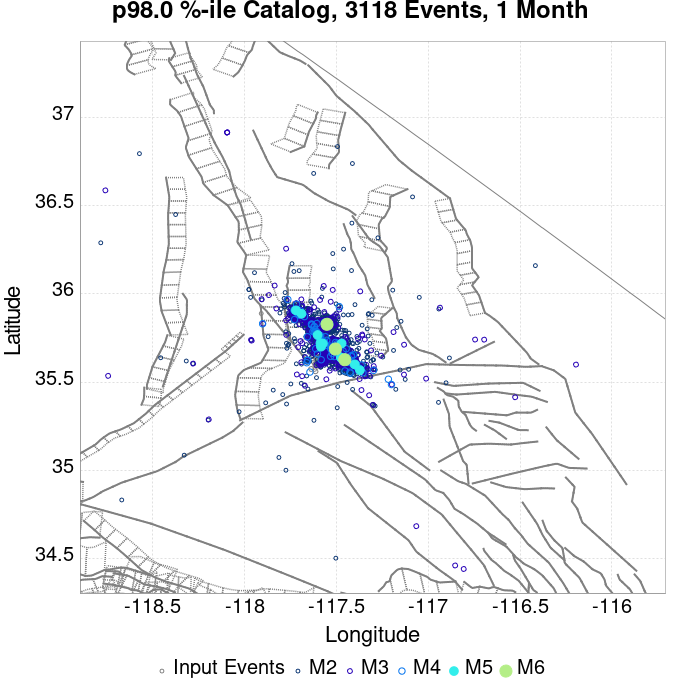 p98.0 %-ile Catalog, 3118 Events, 1 Month
37
36.5
36
35.5
35
34.5
Latitude
-118.5 -118 -117.5 -117 -116.5 -116
Longitude
Input Events M2 M3 M4 M5 M6